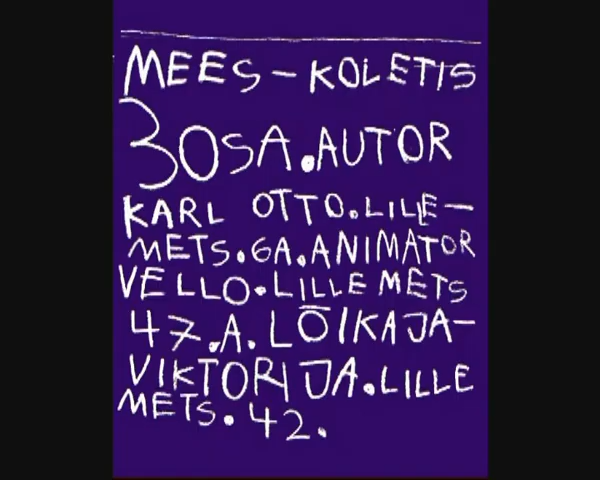 MEES-KOLETIS
3OSA.AUTOR
KARL OTTO.LILLE-
METS.6A.ANIMATOR
VELLO.LILLEMETS
47.A.LÕIKAJA-
VIKTORIJA.LILLE
METS.42.